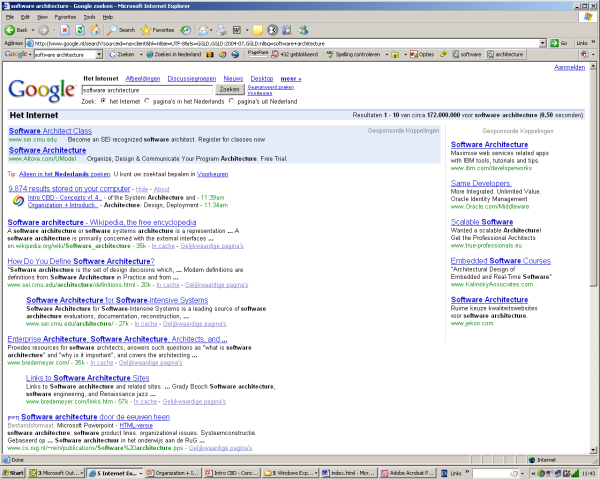 software architecture - Google zoeken - Microsoft Internet Explorer
File Edit View Favorites Tools Help
Back Search Favorites
Address http://www.google.nl/search?sourceid=navclient&hl=nl&ie=UTF-8&rls=GGLD,GGLD:2004-07,GGLD:nl&q=software+architecture Go Links
Google software architecture Zoeken Zoeken in Nederland PageRank 432 geblokkeerd Spelling controleren Opties software architecture
Aanmelden
Google
Het Internet Afbeeldingen Discussiegroepen Nieuws Desktop meer »
software architecture Zoeken Geavanceerd zoeken
Voorkeuren
Zoek: het Internet pagina's in het Nederlands pagina's uit Nederland
Het Internet Resultaten 1 - 10 van circa 172.000.000 voor software architecture (0,50 seconden)
Software Architect Class Gesponsorde Koppelingen
www.sei.cmu.edu Become an SEI recognized software architect. Register for classes now
Software Architecture
www.Altova.com/UModel Organize, Design & Communicate Your Program Architecture. Free Trial.
Tip: Alleen in het Nederlands zoeken. U kunt uw zoektaal bepalen in Voorkeuren
9,874 results stored on your computer - Hide - About
Intro CBD - Concepts v1.4_ - of the System Architecture and - 11:39am
Organization + Introducti.. - Architecture: Design, Deployment - 11:34am
Software architecture - Wikipedia, the free encyclopedia
A software architecture or software systems architecture is a representation ... A
software architecture is primarily concerned with the external interfaces ...
en.wikipedia.org/wiki/Software_architecture - 35k - In cache - Gelijkwaardige pagina's
How Do You Define Software Architecture?
"Software architecture is the set of design decisions which, ... Modern definitions are
definitions from Software Architecture in Practice and from ...
www.sei.cmu.edu/architecture/definitions.html - 20k - In cache - Gelijkwaardige pagina's
Software Architecture for Software-Intensive Systems
Software Architecture for Software-Intensive Systems is a leading source of software
architecture evaluations, documentation, reconstruction, ...
www.sei.cmu.edu/architecture/ - 27k - In cache - Gelijkwaardige pagina's
Enterprise Architecture, Software Architecture, Architects, and ...
Provides resources for software architects, answers such questions as "what is software
architecture" and "why is it important", and covers the architecting ...
www.bredemeyer.com/ - 35k - In cache - Gelijkwaardige pagina's
Links to Software Architecture Sites
Links to Software Architecture and related sites. ... Grady Booch Software architecture,
software engineering, and Renaissance jazz ...
www.bredemeyer.com/links.htm - 57k - In cache - Gelijkwaardige pagina's
[PPT] Software architecture door de eeuwen heen
Bestandsformaat: Microsoft Powerpoint - HTML-versie
software architecture. software product lines. organizational issues. Systeemconstructie.
Gebaseerd op ... Software architectuur in het onderwijs aan de RuG ...
www.cs.rug.nl/~rein/publications/Software%20architecture.pps - Gelijkwaardige pagina's
Gesponsorde Koppelingen
Software Architecture
Maximise web services related apps
with IBM tools, tutorials and tips.
www.ibm.com/developerworks
Same Developers.
More Integrated. Unlimited Value.
Oracle Identity Management
www.Oracle.com/Middleware
Scalable Software
Wanted a scalable Architecture!
Get the Professional Architects
www.true-professionals.eu
Embedded Software Courses
"Architectural Design of
Embedded and Real-Time Software"
www.KalinskyAssociates.com
Software Architecture
Ruime keuze kwaliteitswebsites
voor software architecture.
www.jekoo.com
Done Internet
Start 3 Microsoft Out... 5 Internet Ex... Organization + I... Intro CBD - Conc... 5 Windows Explo... index.html - M... Adobe Acrobat P... Links 11:43